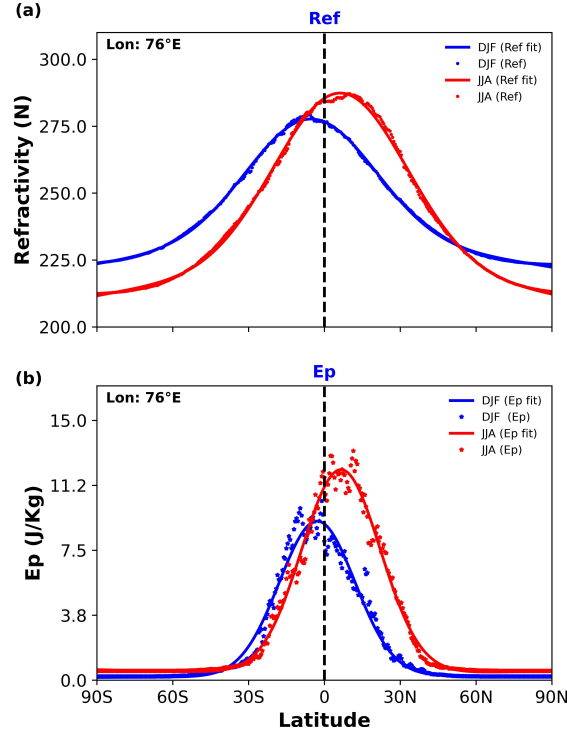 (a)
Ref
Lon: 76°E
DJF (Ref fit)
DJF (Ref)
JJA (Ref fit)
JJA (Ref)
Refractivity (N)
300.0
275.0
250.0
225.0
200.0
(b)
Ep
Lon: 76°E
DJF (Ep fit)
DJF  (Ep)
JJA (Ep fit)
JJA (Ep)
Ep (J/Kg)
15.0
11.2
7.5
3.8
0.0
90S 60S 30S 0 30N 60N 90N
Latitude